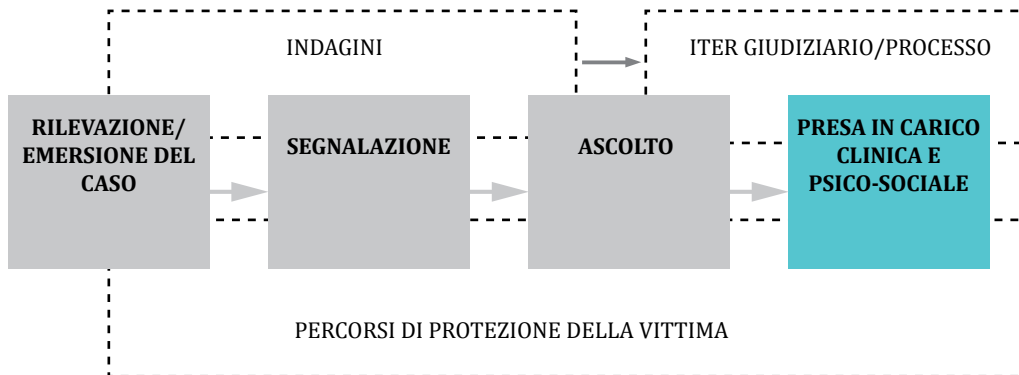 INDAGINI
ITER GIUDIZIARIO/PROCESSO
RILEVAZIONE/
EMERSIONE DEL
CASO
SEGNALAZIONE
ASCOLTO
PRESA IN CARICO
CLINICA E
PSICO-SOCIALE
PERCORSI DI PROTEZIONE DELLA VITTIMA